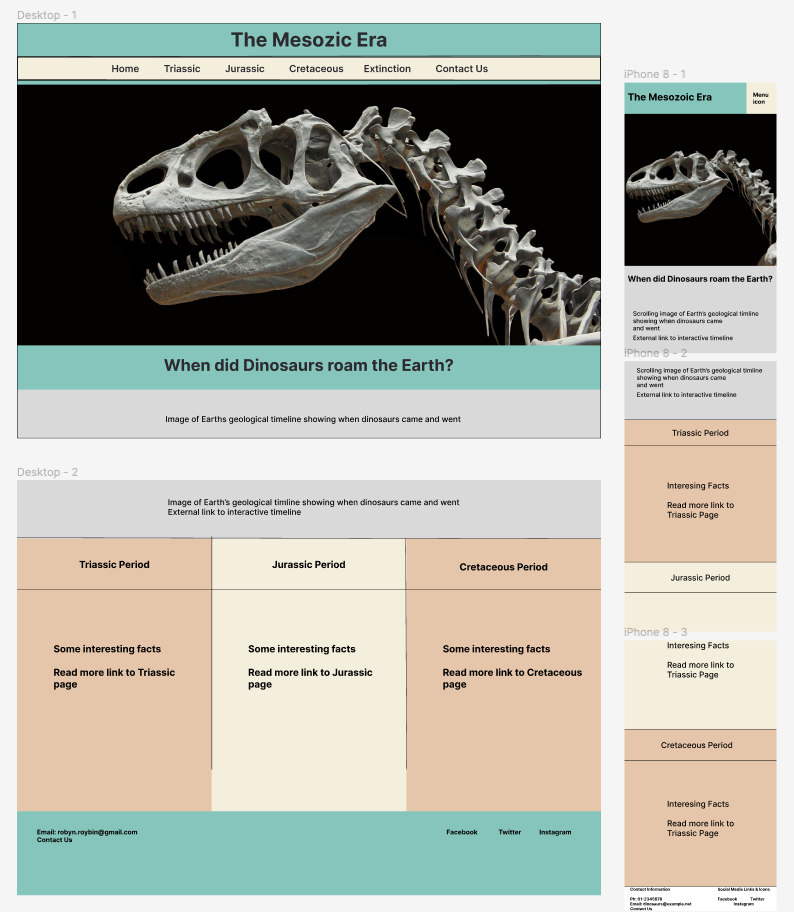 Desktop - 1
The Mesozic Era
Home Triassic Jurassic Cretaceous Extinction Contact Us
When did Dinosaurs roam the Earth?
Image of Earths geological timeline showing when dinosaurs came and went
Desktop - 2
Image of Earth's geological timline showing when dinosaurs came and went
External link to interactive timeline
Triassic Period
Jurassic Period
Cretaceous Period
Some interesting facts
Read more link to Triassic
page
Some interesting facts
Read more link to Jurassic
page
Some interesting facts
Read more link to Cretaceous
page
Email: robyn.roybin@gmail.com
Contact Us
Facebook Twitter Instagram
iPhone 8 - 1
The Mesozoic Era
Menu
icon
When did Dinosaurs roam the Earth?
Scrolling image of Earth's geological timline
showing when dinosaurs came
and went
External link to interactive timeline
iPhone 8 - 2
Scrolling image of Earth's geological timline
showing when dinosaurs came
and went
External link to interactive timeline
Triassic Period
Interesing Facts
Read more link to
Triassic Page
Jurassic Period
iPhone 8 - 3
Interesing Facts
Read more link to
Triassic Page
Cretaceous Period
Interesing Facts
Read more link to
Triassic Page
Contact Information
Ph: 01-2345678
Email: dinosaurs@example.net
Contact Us
Social Media Links & Icons
Facebook Twitter
Instagram